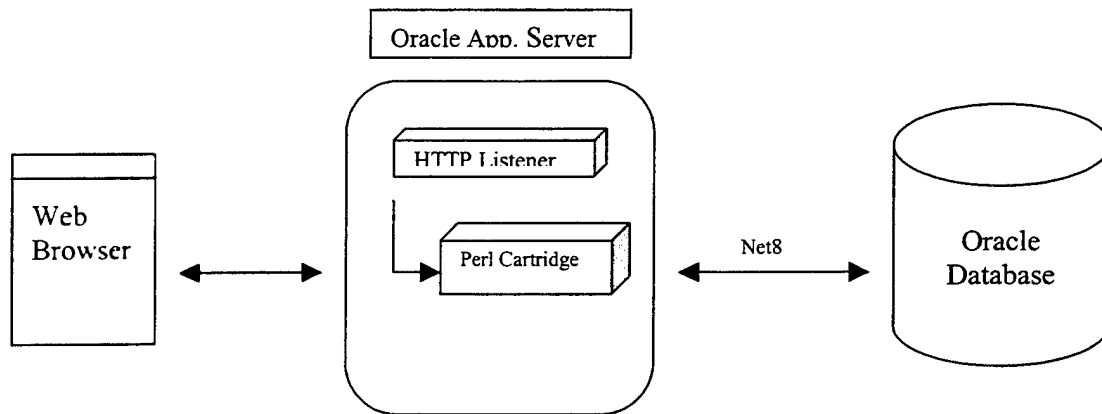 Oracle App. Server
HTTP Listener
Web
Browser
Perl Cartridge
Net8
Oracle
Database